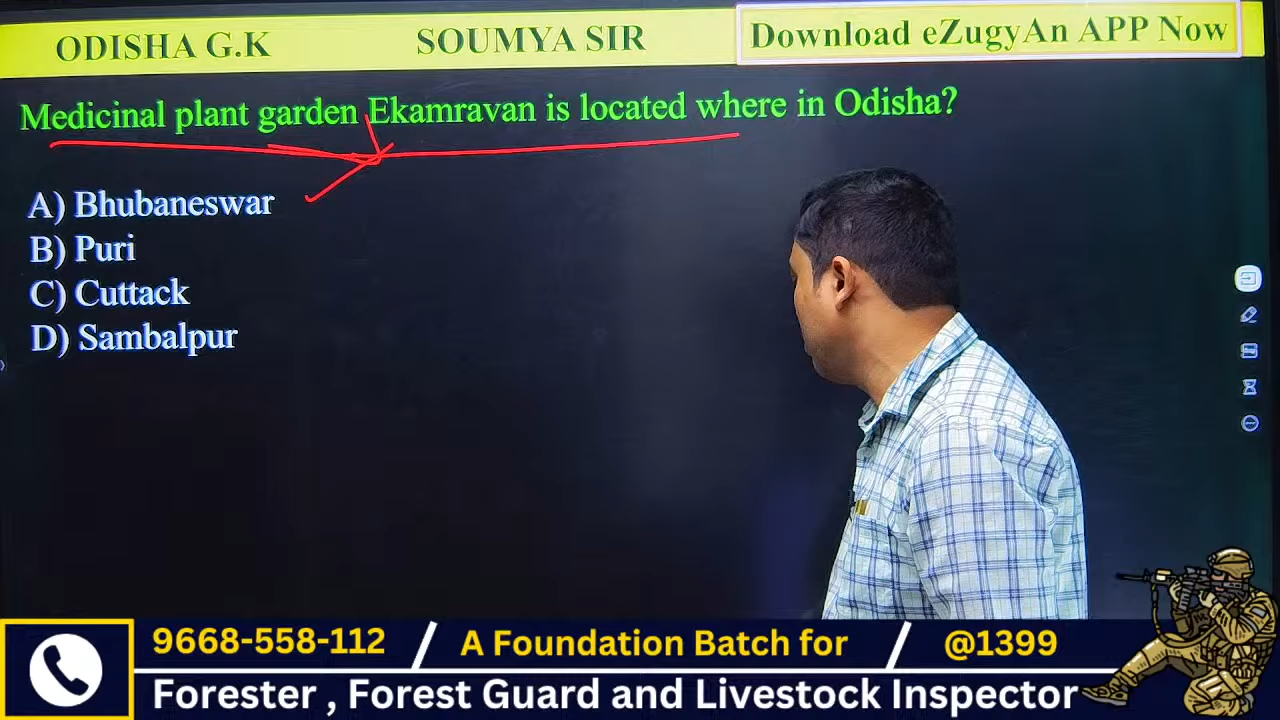 ODISHA G.K SOUMYA SIR Download eZugyAn APP Now
Medicinal plant garden Ekamravan is located where in Odisha?
A) Bhubaneswar
B) Puri
C) Cuttack
D) Sambalpur
9668-558-112 / A Foundation Batch for / @1399
Forester , Forest Guard and Livestock Inspector